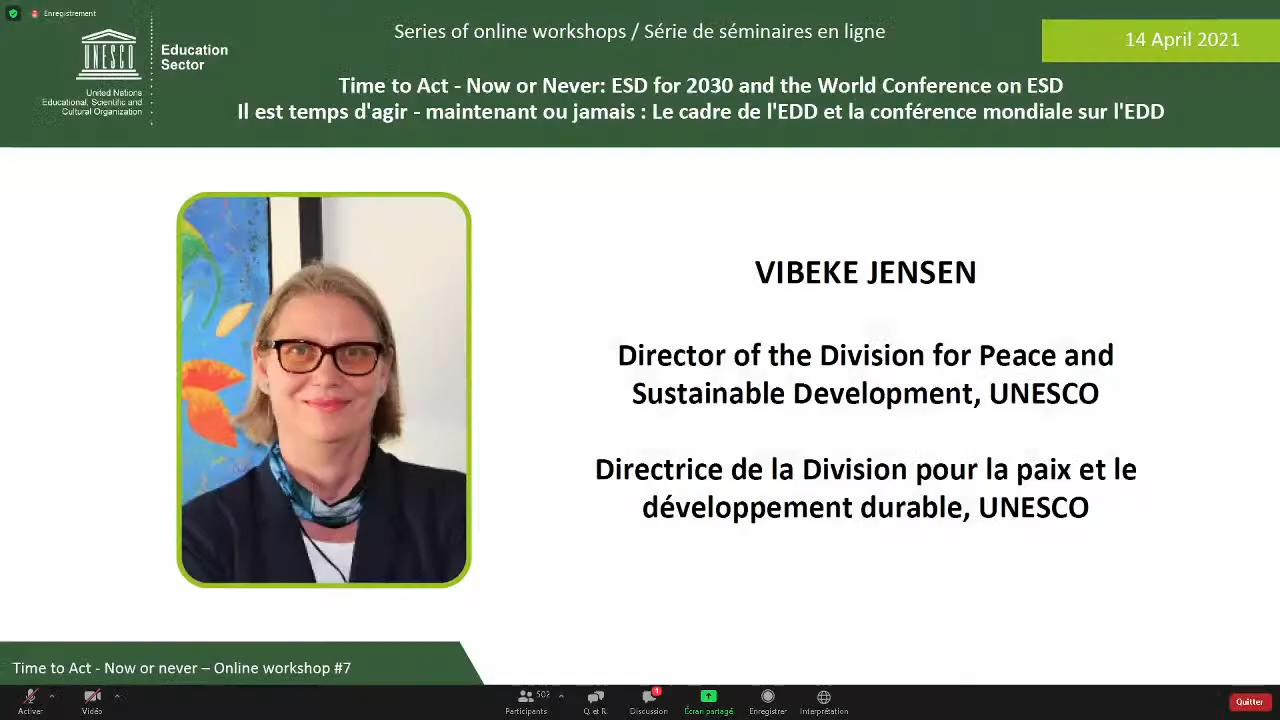 Enregistrement
UNESCO
Education
Sector
United Nations
Educational, Scientific and
Cultural Organization
Series of online workshops / Série de séminaires en ligne
14 April 2021
Time to Act - Now or Never: ESD for 2030 and the World Conference on ESD
Il est temps d'agir - maintenant ou jamais : Le cadre de l'EDD et la conférence mondiale sur l'EDD
VIBEKE JENSEN
Director of the Division for Peace and
Sustainable Development, UNESCO
Directrice de la Division pour la paix et le
développement durable, UNESCO
Time to Act - Now or never – Online workshop #7
Activer
Vidéo
502
Participants
Q. et R.
1
Discussion
Écran partagé
Enregistrer
Interprétation
Quitter